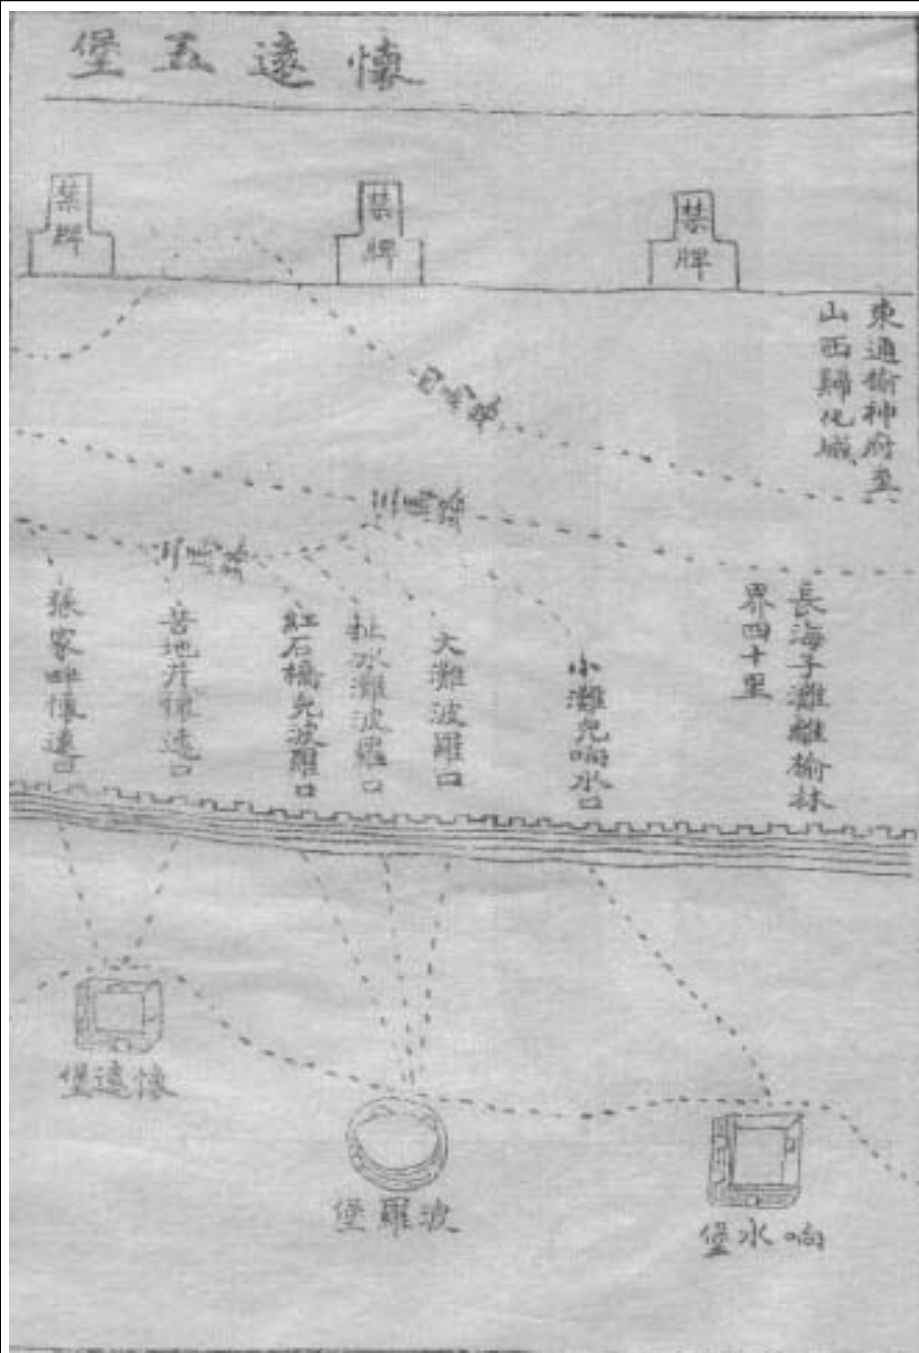 懷遠五堡
禁牌
禁牌
禁牌
東通榆神府至
山西歸化城
長海子灘離榆林
界四十里
小灘兒响水口
大灘波羅口
扯水灘波羅口
紅石橋兒波羅口
苦地井懷遠口
張家畔懷遠口
响水堡
波羅堡
懷遠堡